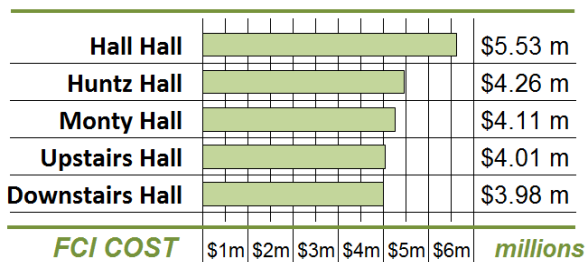 Hall Hall $5.53 m
Huntz Hall $4.26 m
Monty Hall $4.11 m
Upstairs Hall $4.01 m
Downstairs Hall $3.98 m
FCI COST $1m $2m $3m $4m $5m $6m millions